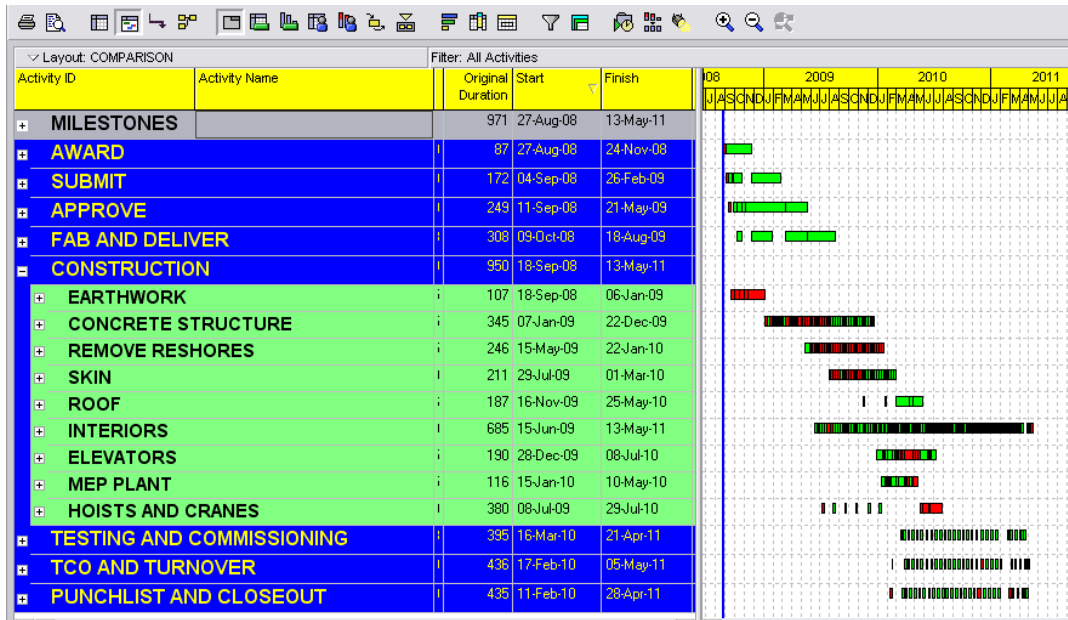 Layout: COMPARISON Filter: All Activities
Activity ID Activity Name Original Duration Start Finish 2009 2010 2011
MILESTONES 971 27-Aug-08 13-May-11
AWARD 87 27-Aug-08 24-Nov-08
SUBMIT 172 04-Sep-08 26-Feb-09
APPROVE 249 11-Sep-08 21-May-09
FAB AND DELIVER 308 09-Oct-08 18-Aug-09
CONSTRUCTION 950 18-Sep-08 13-May-11
EARTHWORK 107 18-Sep-08 06-Jan-09
CONCRETE STRUCTURE 345 07-Jan-09 22-Dec-09
REMOVE RESHORES 246 15-May-09 22-Jan-10
SKIN 211 29-Jul-09 01-Mar-10
ROOF 187 16-Nov-09 25-May-10
INTERIORS 685 15-Jun-09 13-May-11
ELEVATORS 190 28-Dec-09 08-Jul-10
MEP PLANT 116 15-Jan-10 10-May-10
HOISTS AND CRANES 380 08-Jul-09 29-Jul-10
TESTING AND COMMISSIONING 395 16-Mar-10 21-Apr-11
TCO AND TURNOVER 436 17-Feb-10 05-May-11
PUNCHLIST AND CLOSEOUT 435 11-Feb-10 28-Apr-11